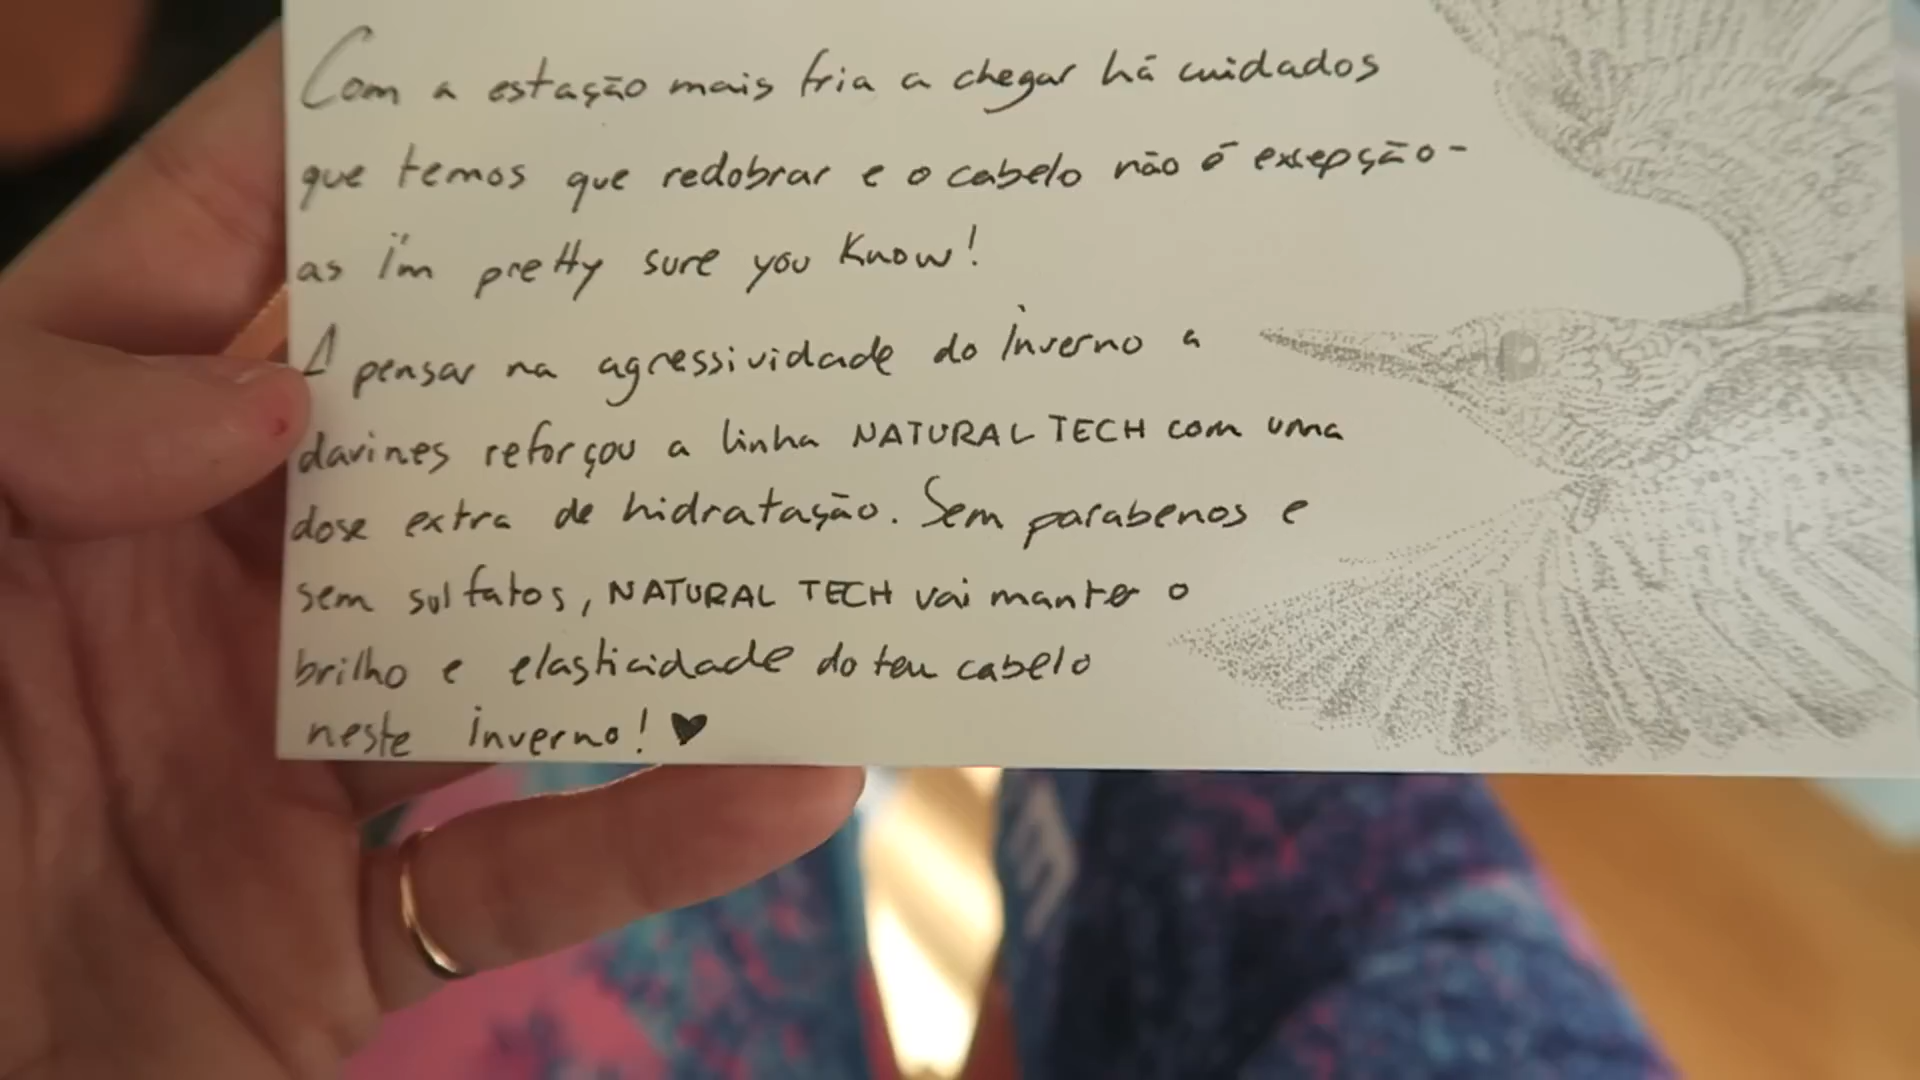 Com a estação mais fria a chegar há cuidados
que temos que redobrar e o cabelo não é exsepção -
as i'm pretty sure you know!
A pensar na agressividade do inverno a
davines reforçou a linha NATURAL TECH com uma
dose extra de hidratação. Sem parabenos e
sem sulfatos, NATURAL TECH vai manter o
brilho e elasticidade do teu cabelo
neste inverno! ♥